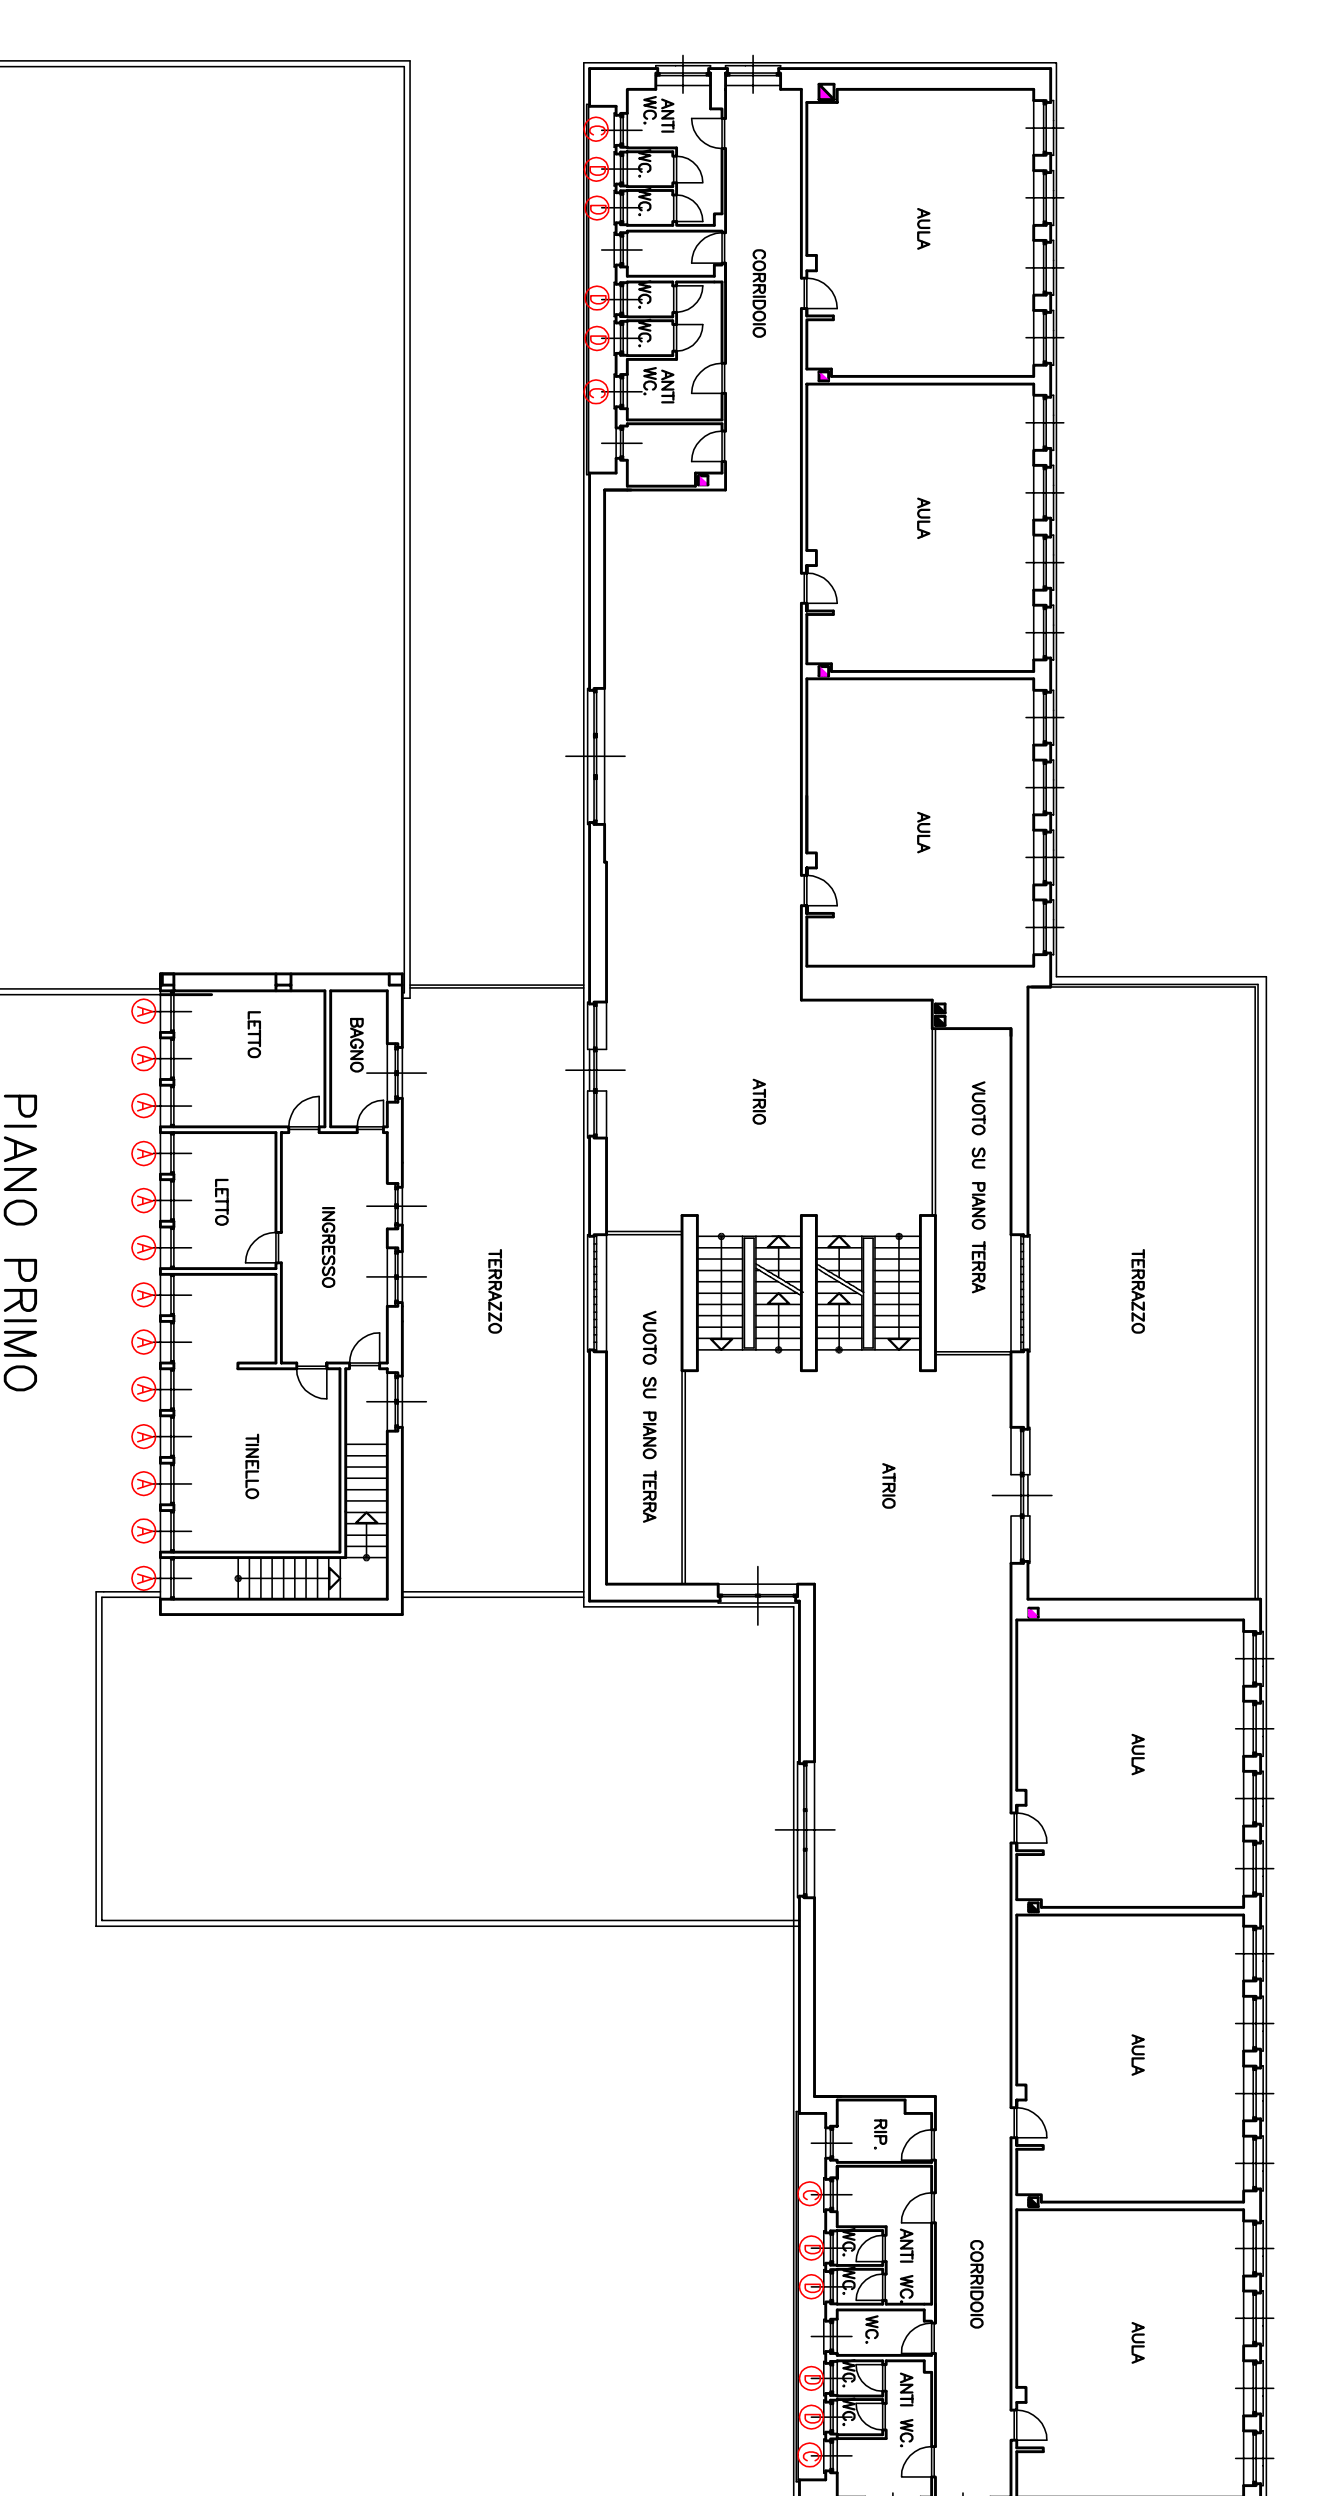 ANTI
WC.
WC.
WC.
WC.
WC.
ANTI
WC.
CORRIDOIO
AULA
AULA
AULA
C
D
D
D
D
C
ATRIO
VUOTO SU PIANO TERRA
TERRAZZO
TERRAZZO
VUOTO SU PIANO TERRA
ATRIO
LETTO
BAGNO
LETTO
INGRESSO
TINELLO
A
A
A
A
A
A
A
A
A
A
A
A
A
PIANO PRIMO
AULA
AULA
AULA
CORRIDOIO
RIP.
ANTI WC.
WC.
WC.
WC.
WC.
WC.
ANTI WC.
C
D
D
D
D
C